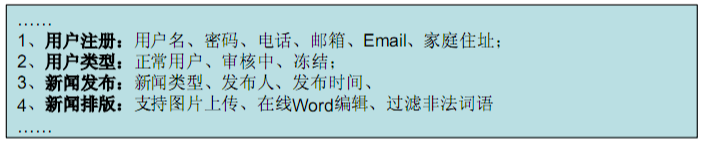 ……
1、用户注册：用户名、密码、电话、邮箱、Email、家庭住址；
2、用户类型：正常用户、审核中、冻结；
3、新闻发布：新闻类型、发布人、发布时间、
4、新闻排版：支持图片上传、在线Word编辑、过滤非法词语
……